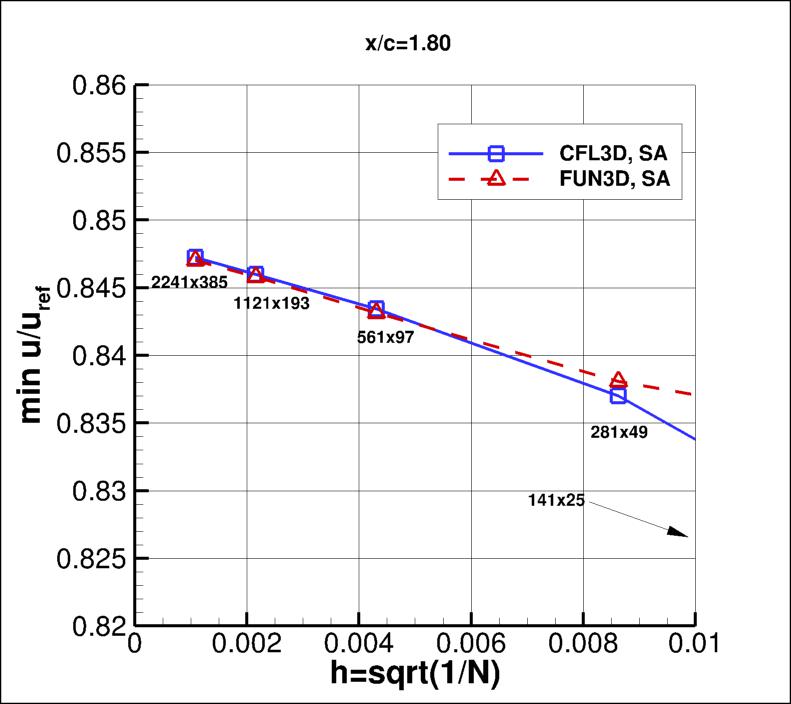 x/c=1.80
0.86
0.855
0.85
0.845
0.84
0.835
0.83
0.825
0.82
min u/uref
CFL3D, SA
FUN3D, SA
2241x385
1121x193
561x97
281x49
141x25
0
0.002
0.004
0.006
0.008
0.01
h=sqrt(1/N)